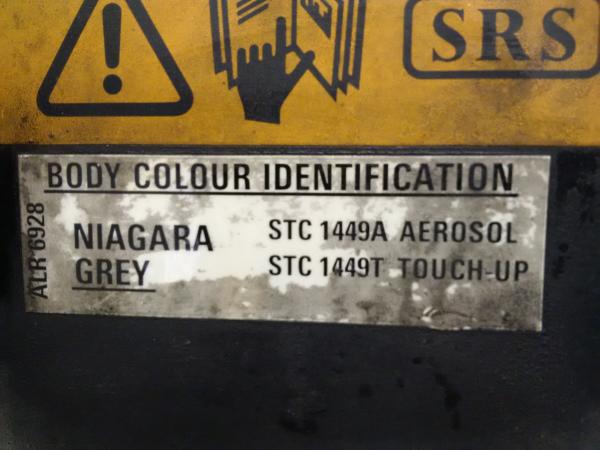 SRS
BODY COLOUR IDENTIFICATION
ALR 6928
NIAGARA STC 1449A AEROSOL
GREY STC 1449T TOUCH-UP